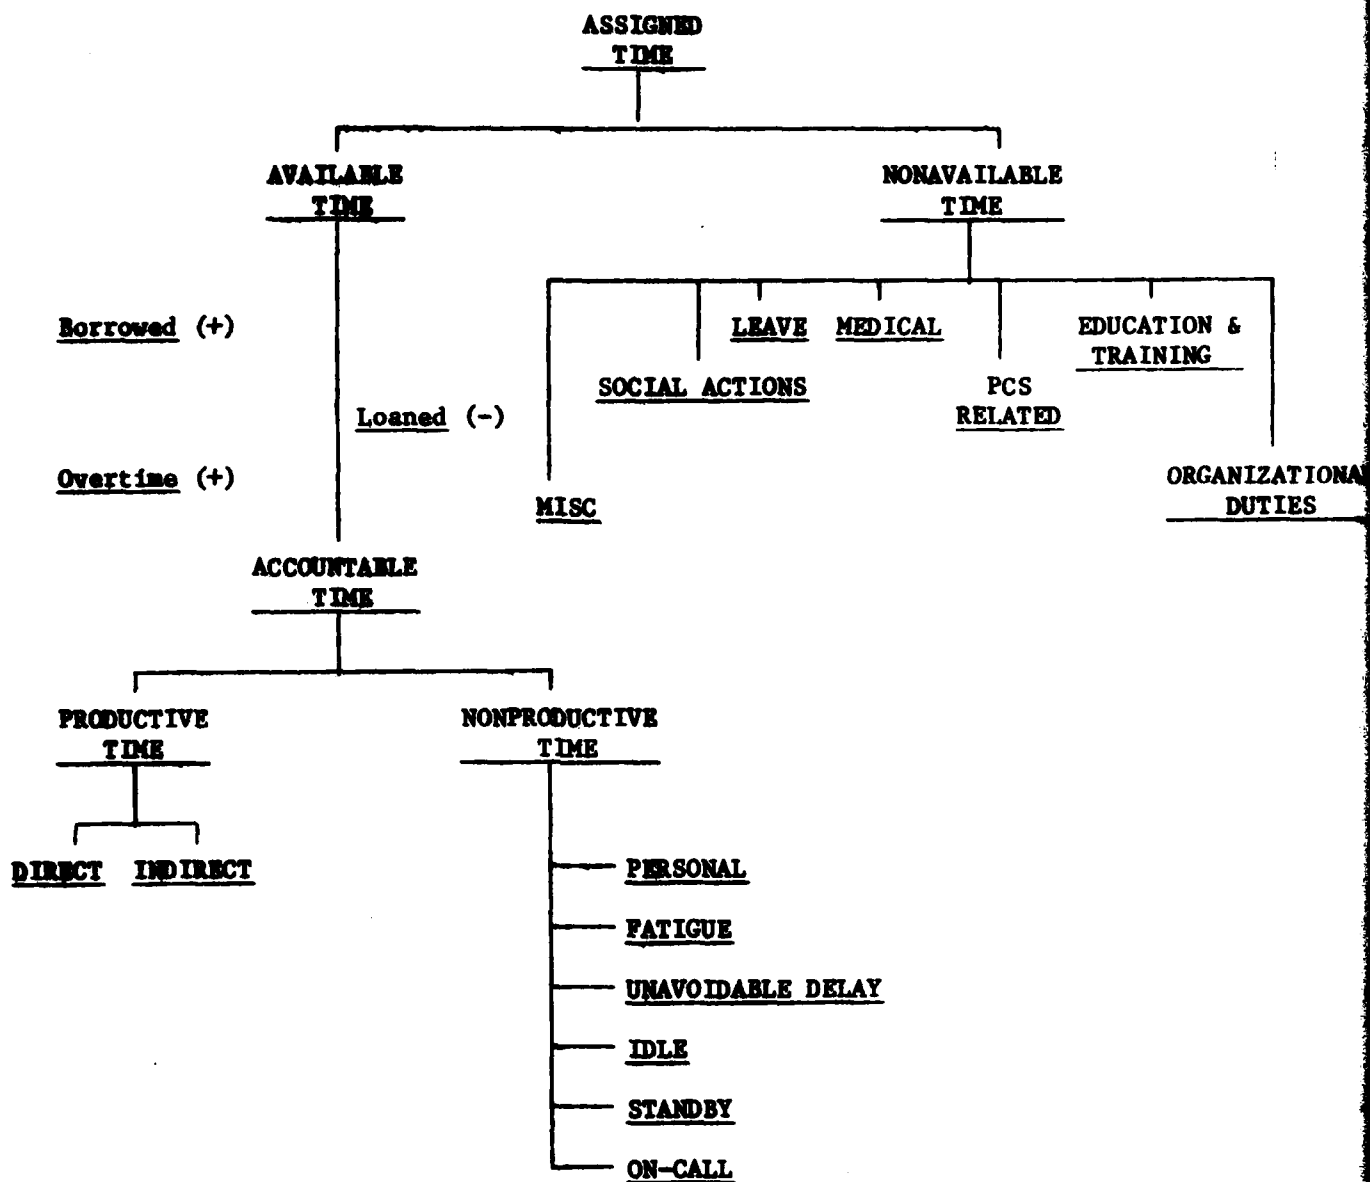 ASSIGNED
TIME
AVAILABLE
TIME
NONAVAILABLE
TIME
Borrowed (+)
LEAVE
MEDICAL
EDUCATION &
TRAINING
SOCIAL ACTIONS
PCS
RELATED
Loaned (-)
Overtime (+)
MISC
ORGANIZATIONA
DUTIES
ACCOUNTABLE
TIME
PRODUCTIVE
TIME
NONPRODUCTIVE
TIME
DIRECT
INDIRECT
PERSONAL
FATIGUE
UNAVOIDABLE DELAY
IDLE
STANDBY
ON-CALL